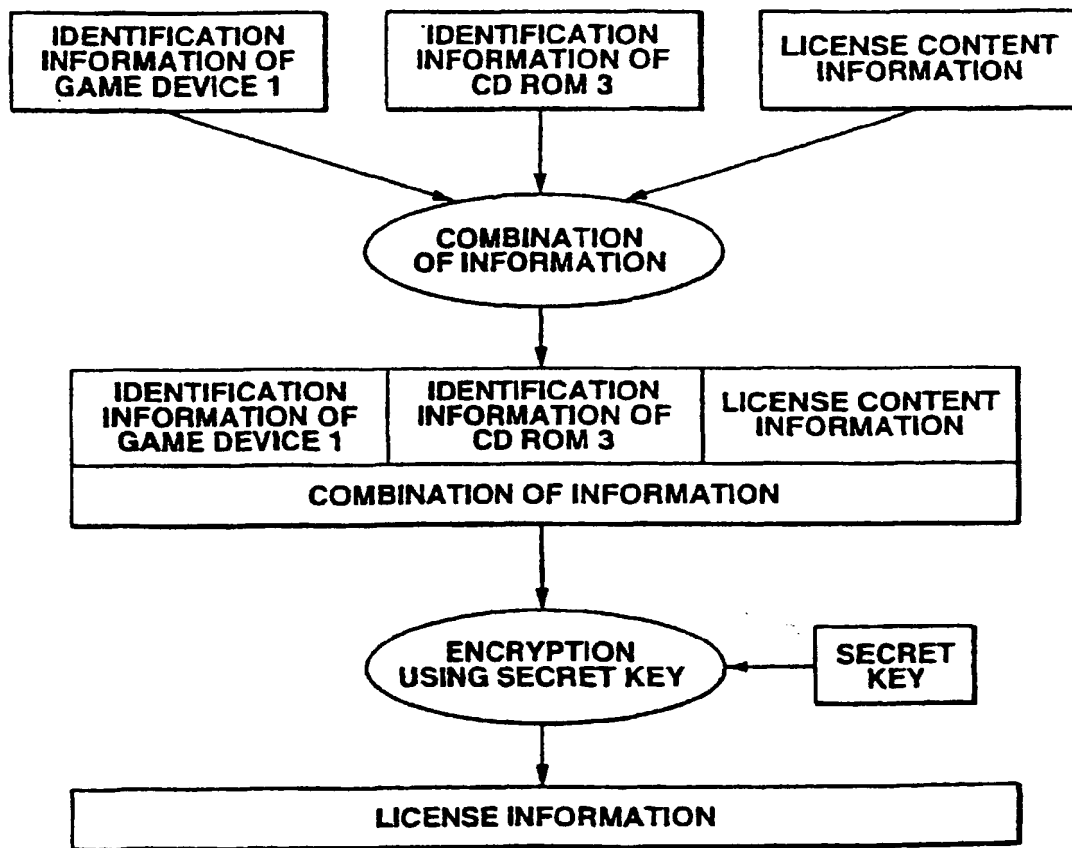 IDENTIFICATION
INFORMATION OF
GAME DEVICE 1
IDENTIFICATION
INFORMATION OF
CD ROM 3
LICENSE CONTENT
INFORMATION
COMBINATION
OF INFORMATION
IDENTIFICATION
INFORMATION OF
GAME DEVICE 1
IDENTIFICATION
INFORMATION OF
CD ROM 3
LICENSE CONTENT
INFORMATION
COMBINATION OF INFORMATION
ENCRYPTION
USING SECRET KEY
SECRET
KEY
LICENSE INFORMATION